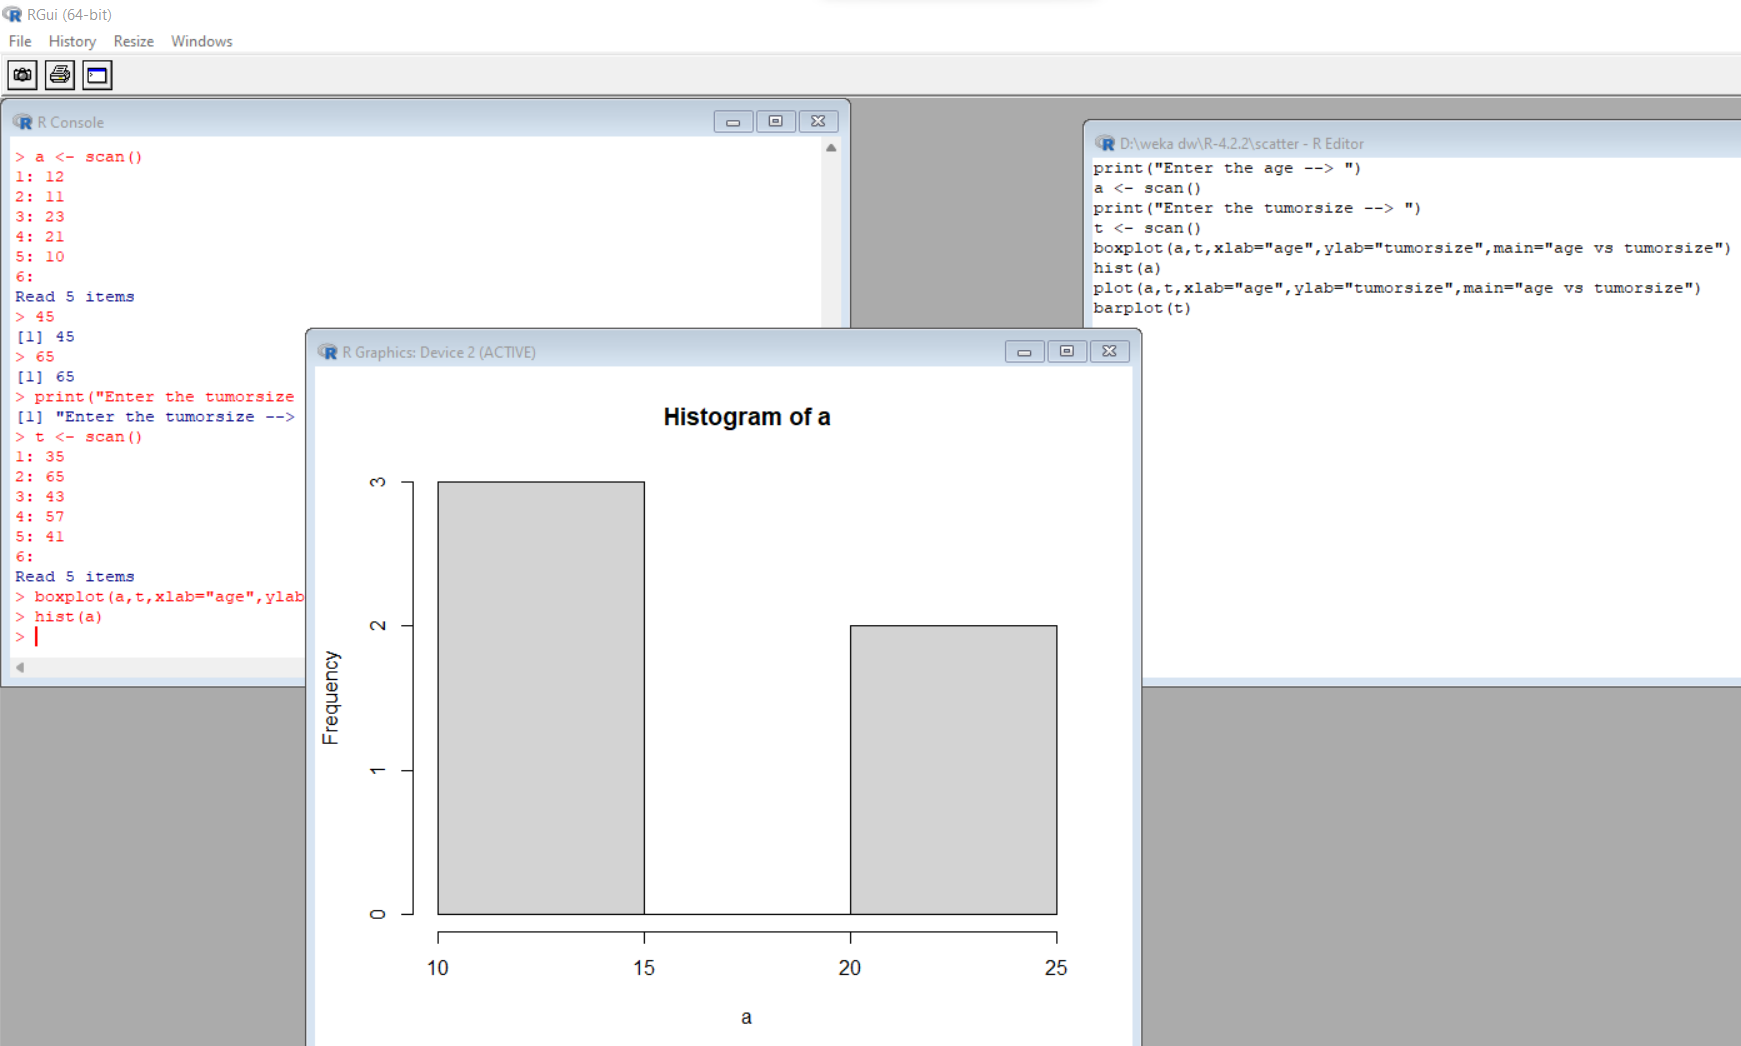 RGui (64-bit)
File History Resize Windows
R Console
> a <- scan()
1: 12
2: 11
3: 23
4: 21
5: 10
6:
Read 5 items
> 45
[1] 45
> 65
[1] 65
> print("Enter the tumorsize
[1] "Enter the tumorsize -->
> t <- scan()
1: 35
2: 65
3: 43
4: 57
5: 41
6:
Read 5 items
> boxplot(a,t,xlab="age",ylab
> hist(a)
>
D:\weka dw\R-4.2.2\scatter - R Editor
print("Enter the age --> ")
a <- scan()
print("Enter the tumorsize --> ")
t <- scan()
boxplot(a,t,xlab="age",ylab="tumorsize",main="age vs tumorsize")
hist(a)
plot(a,t,xlab="age",ylab="tumorsize",main="age vs tumorsize")
barplot(t)
R Graphics: Device 2 (ACTIVE)
Histogram of a
Frequency
3
2
1
0
10 15 20 25
a